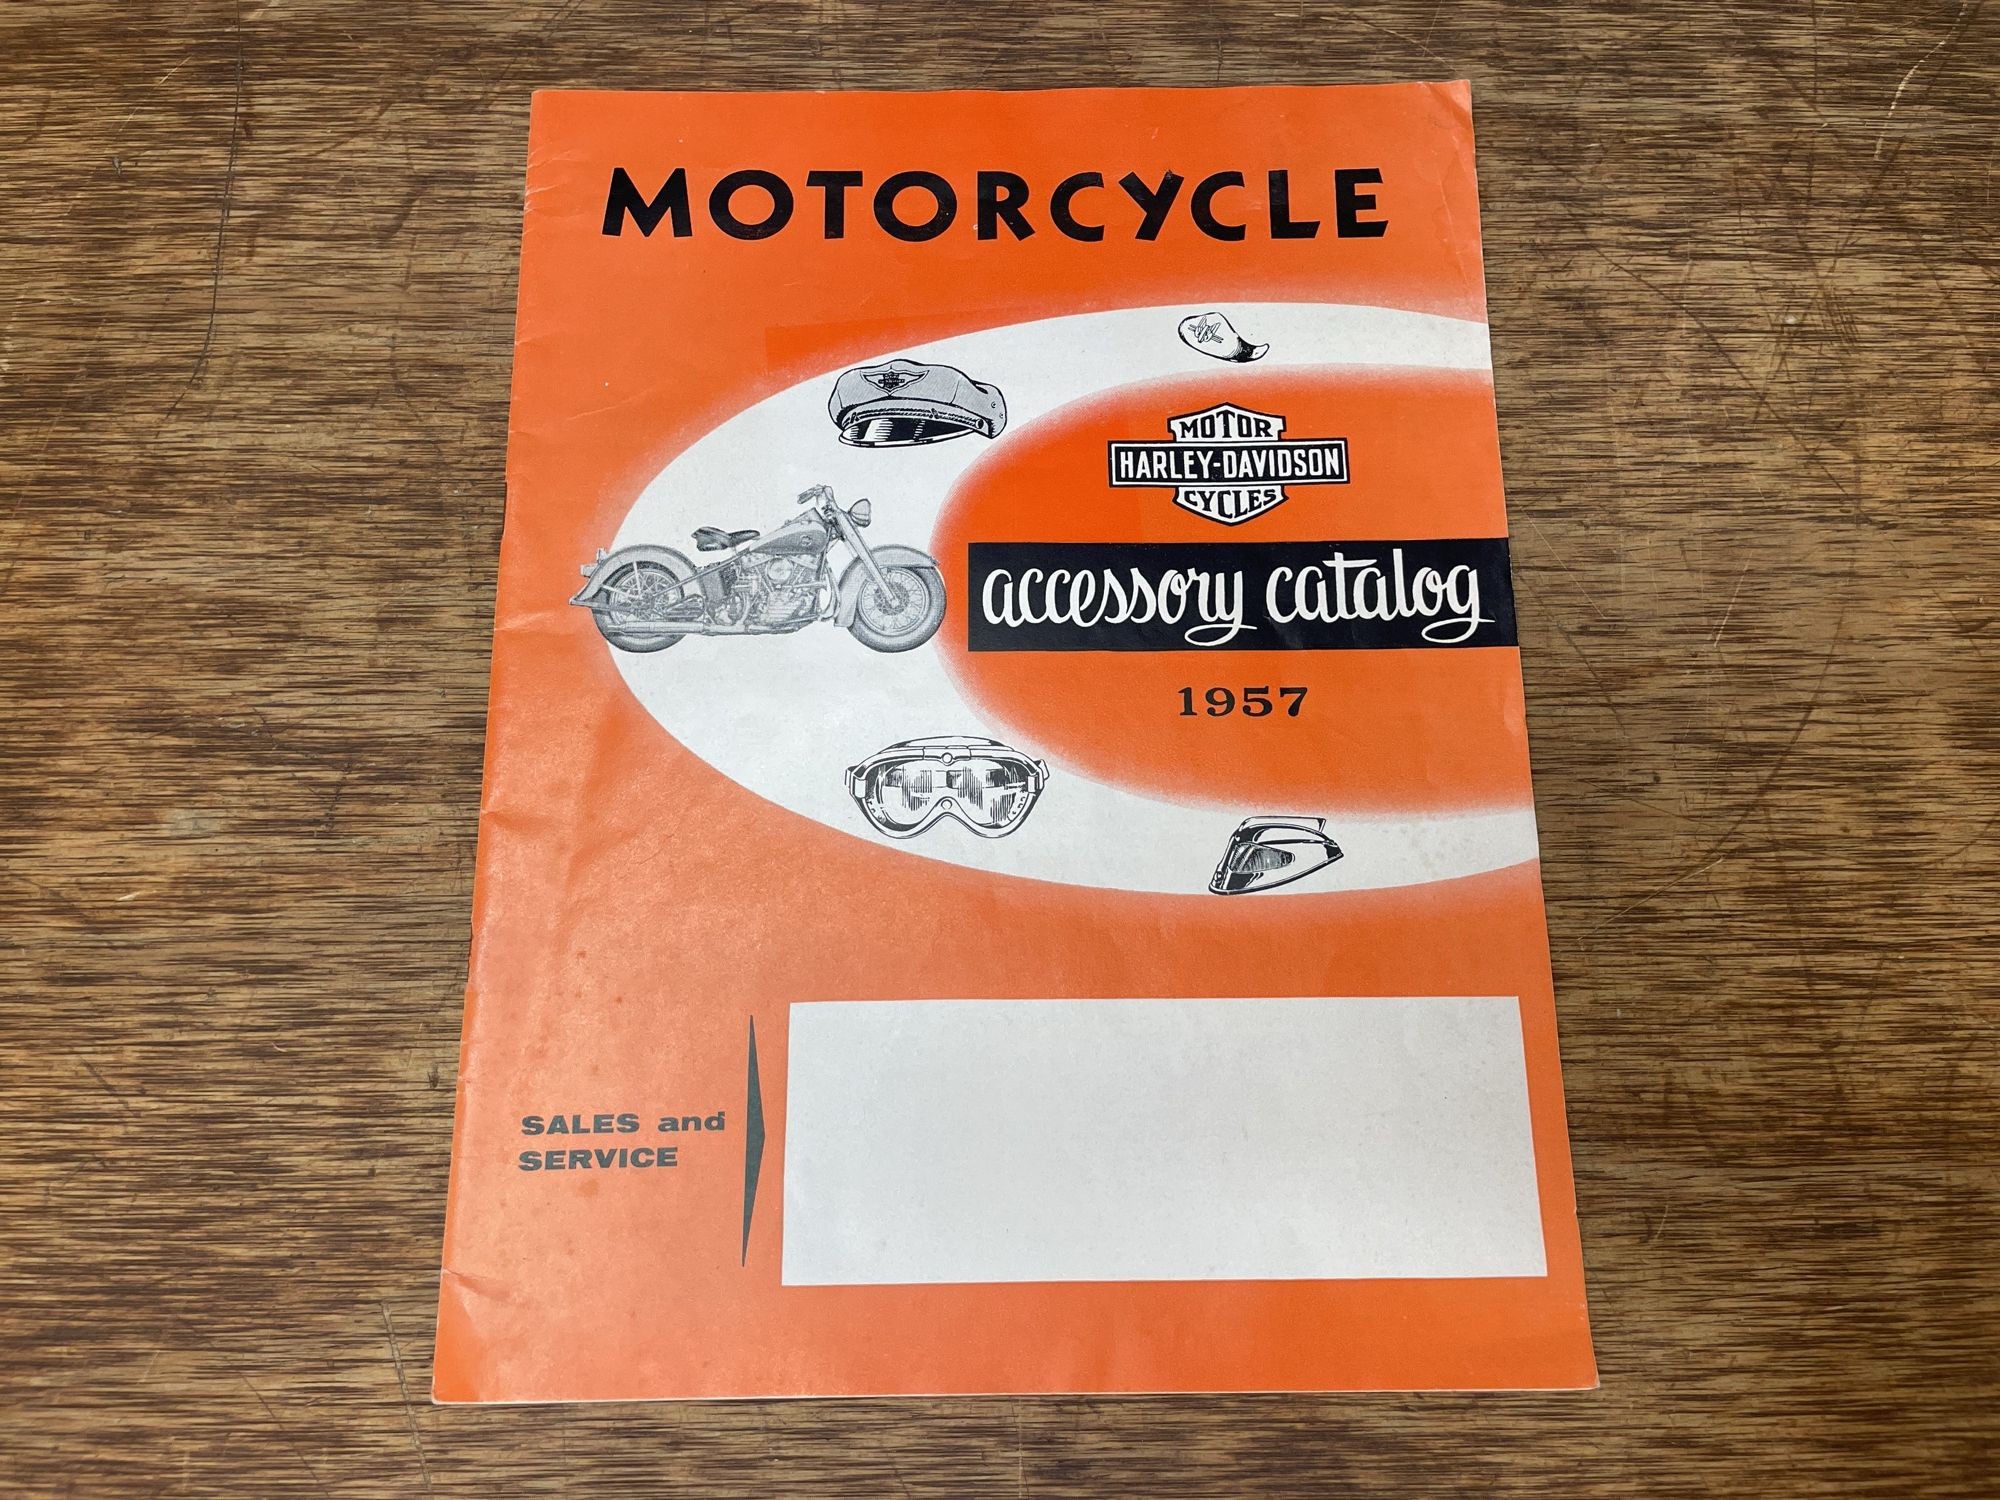 MOTORCYCLE
MOTOR
HARLEY-DAVIDSON
CYCLES
accessory catalog
1957
SALES and
SERVICE